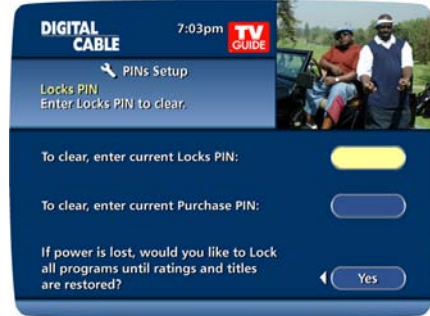 DIGITAL
CABLE
7:03pm
TV
GUIDE
PINs Setup
Locks PIN
Enter Locks PIN to clear.
To clear, enter current Locks PIN:
To clear, enter current Purchase PIN:
If power is lost, would you like to Lock
all programs until ratings and titles
are restored?
Yes